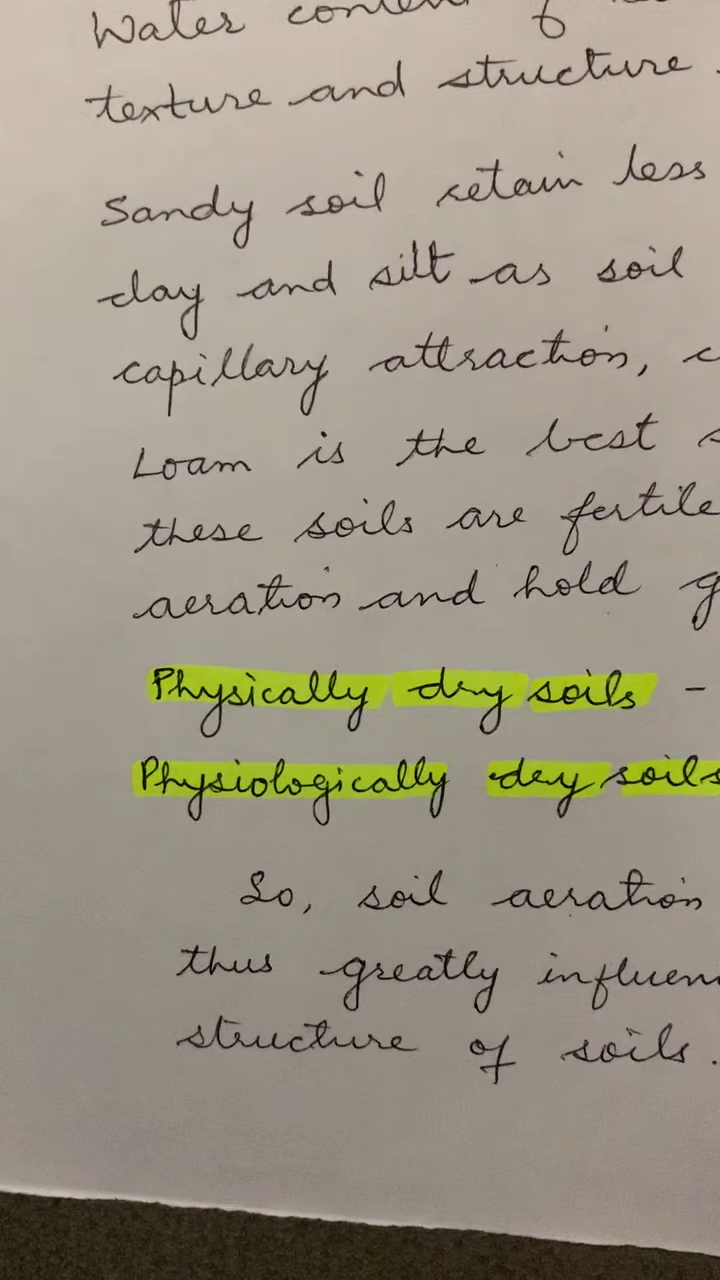 Water content of
texture and structure.
Sandy soil retain less
clay and silt as soil
capillary attraction,
Loam is the best
these soils are fertile
aeration and hold
Physically dry soils -
Physiologically dry soils
So, soil aeration
thus greatly
structure of soils.